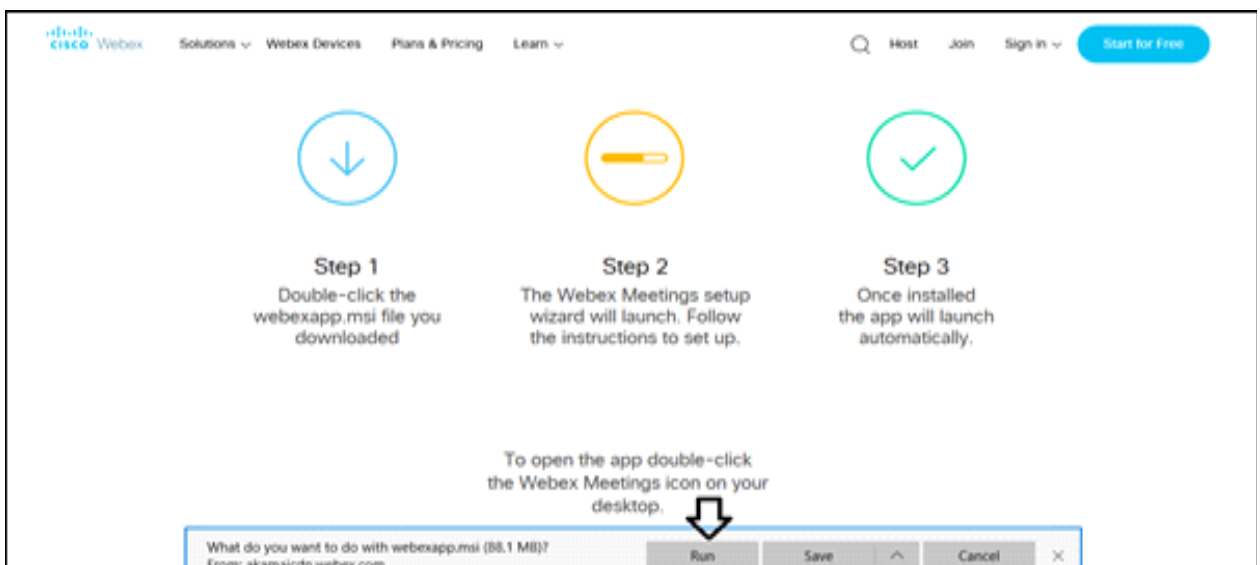 cisco Webex Solutions Webex Devices Plans & Pricing Learn Host Join Sign in Start for Free
Step 1
Double-click the
webexapp.msi file you
downloaded
Step 2
The Webex Meetings setup
wizard will launch. Follow
the instructions to set up.
Step 3
Once installed
the app will launch
automatically.
To open the app double-click
the Webex Meetings icon on your
desktop.
What do you want to do with webexapp.msi (88.1 MB)?
From: akamaicdn.webex.com
Run Save Cancel